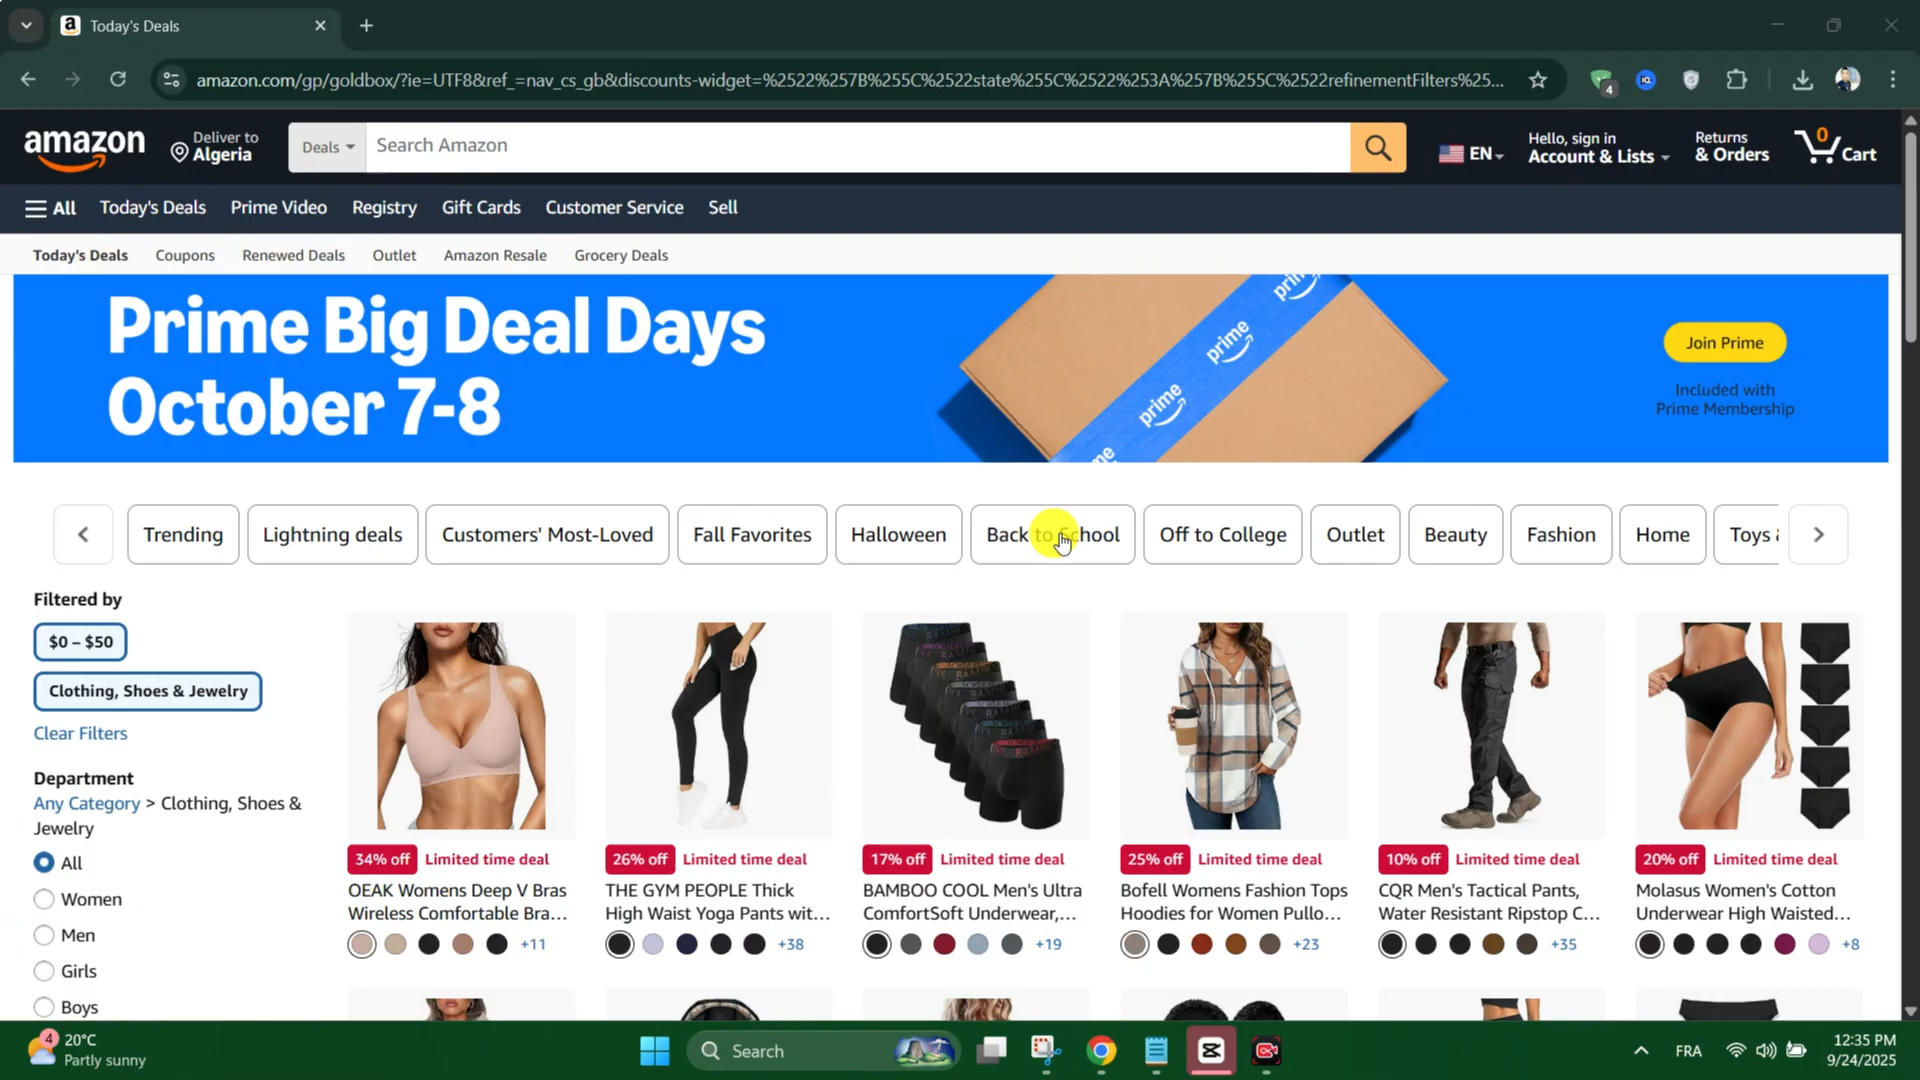 Today's Deals
amazon.com/gp/goldbox/?ie=UTF8&ref_=nav_cs_gb&discounts-widget=%2522%257B%255C%2522state%255C%2522%253A%257B%255C%2522refinementFilters%25...
4
amazon
Deliver to
Algeria
Deals
Search Amazon
EN
Hello, sign in
Account & Lists
Returns
& Orders
0
Cart
All
Today's Deals
Prime Video
Registry
Gift Cards
Customer Service
Sell
Today's Deals
Coupons
Renewed Deals
Outlet
Amazon Resale
Grocery Deals
Prime Big Deal Days
October 7-8
prime
prime
prime
Join Prime
Included with
Prime Membership
Trending
Lightning deals
Customers' Most-Loved
Fall Favorites
Halloween
Back to School
Off to College
Outlet
Beauty
Fashion
Home
Toys
Filtered by
$0 – $50
Clothing, Shoes & Jewelry
Clear Filters
Department
Any Category > Clothing, Shoes &
Jewelry
All
Women
Men
Girls
Boys
34% off Limited time deal
OEAK Womens Deep V Bras
Wireless Comfortable Bra...
+11
26% off Limited time deal
THE GYM PEOPLE Thick
High Waist Yoga Pants wit...
+38
17% off Limited time deal
BAMBOO COOL Men's Ultra
ComfortSoft Underwear,...
+19
25% off Limited time deal
Bofell Womens Fashion Tops
Hoodies for Women Pullo...
+23
10% off Limited time deal
CQR Men's Tactical Pants,
Water Resistant Ripstop C...
+35
20% off Limited time deal
Molasus Women's Cotton
Underwear High Waisted...
+8
4
20°C
Partly sunny
Search
FRA
12:35 PM
9/24/2025